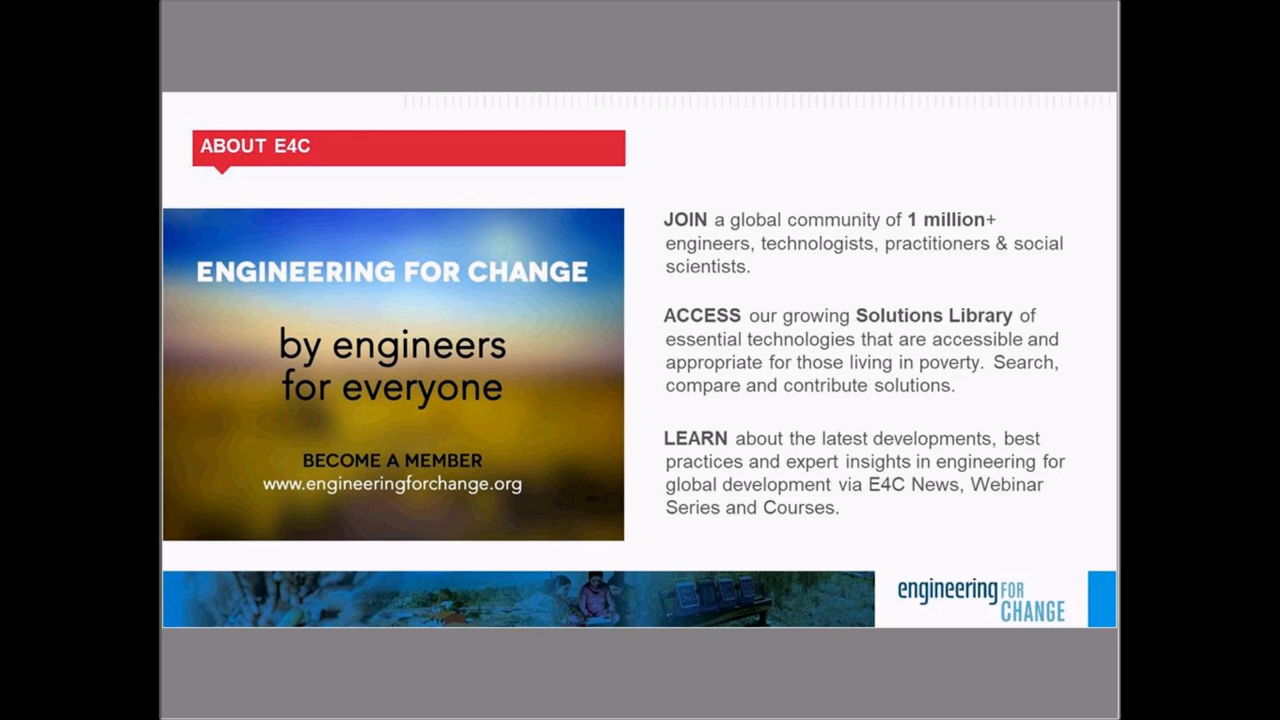 ABOUT E4C
ENGINEERING FOR CHANGE
by engineers
for everyone
BECOME A MEMBER
www.engineeringforchange.org
JOIN a global community of 1 million+
engineers, technologists, practitioners & social
scientists.
ACCESS our growing Solutions Library of
essential technologies that are accessible and
appropriate for those living in poverty. Search,
compare and contribute solutions.
LEARN about the latest developments, best
practices and expert insights in engineering for
global development via E4C News, Webinar
Series and Courses.
engineering FOR
CHANGE